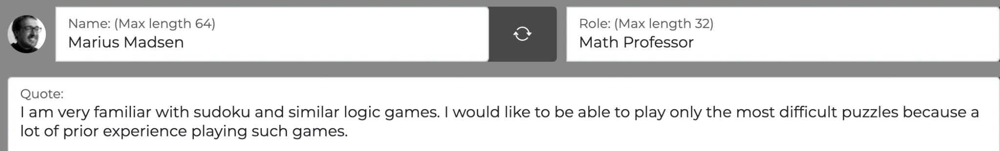 Name: (Max length 64)
Marius Madsen
Role: (Max length 32)
Math Professor
Quote:
I am very familiar with sudoku and similar logic games. I would like to be able to play only the most difficult puzzles because a
lot of prior experience playing such games.